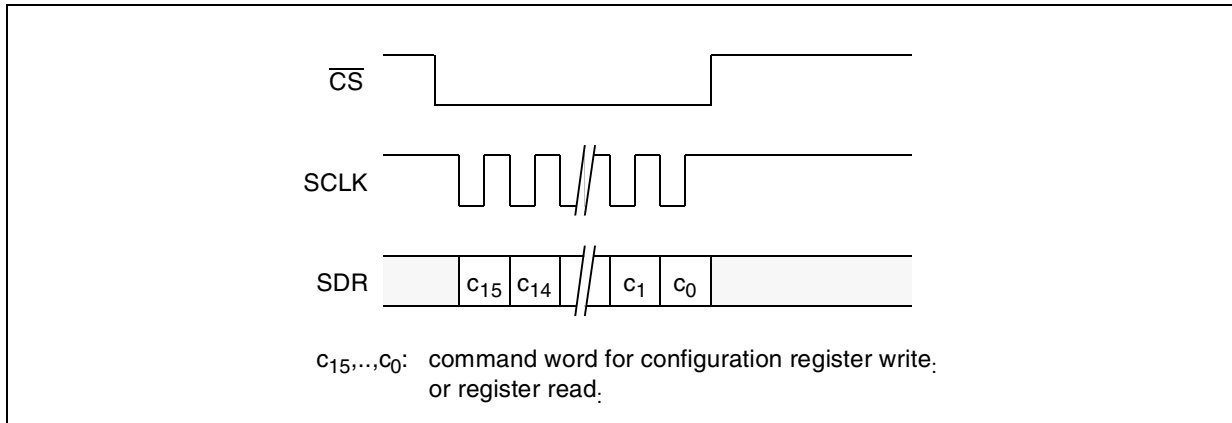 CS
SCLK
SDR c15 c14 c1 c0
c15,..,c0: command word for configuration register write:
or register read: